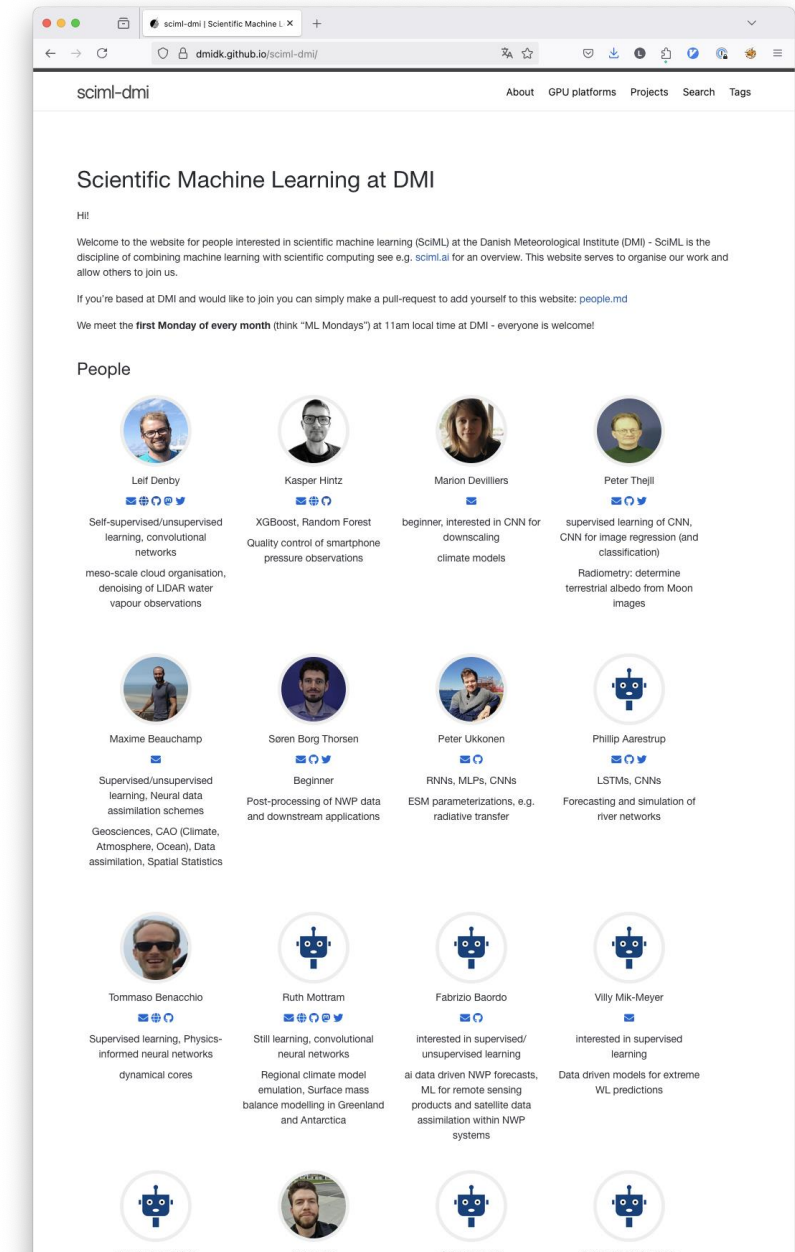 sciml-dmi | Scientific Machine L
dmidk.github.io/sciml-dmi/
sciml-dmi
About GPU platforms Projects Search Tags
Scientific Machine Learning at DMI
Hi!
Welcome to the website for people interested in scientific machine learning (SciML) at the Danish Meteorological Institute (DMI) - SciML is the
discipline of combining machine learning with scientific computing see e.g. sciml.ai for an overview. This website serves to organise our work and
allow others to join us.
If you're based at DMI and would like to join you can simply make a pull-request to add yourself to this website: people.md
We meet the first Monday of every month (think “ML Mondays”) at 11am local time at DMI - everyone is welcome!
People
Leif Denby
Self-supervised/unsupervised
learning, convolutional
networks
meso-scale cloud organisation,
denoising of LIDAR water
vapour observations
Kasper Hintz
XGBoost, Random Forest
Quality control of smartphone
pressure observations
Marion Devilliers
beginner, interested in CNN for
downscaling
climate models
Peter Thejll
supervised learning of CNN,
CNN for image regression (and
classification)
Radiometry: determine
terrestrial albedo from Moon
images
Maxime Beauchamp
Supervised/unsupervised
learning, Neural data
assimilation schemes
Geosciences, CAO (Climate,
Atmosphere, Ocean), Data
assimilation, Spatial Statistics
Søren Borg Thorsen
Beginner
Post-processing of NWP data
and downstream applications
Peter Ukkonen
RNNs, MLPs, CNNs
ESM parameterizations, e.g.
radiative transfer
Phillip Aarestrup
LSTMs, CNNs
Forecasting and simulation of
river networks
Tommaso Benacchio
Supervised learning, Physics-
informed neural networks
dynamical cores
Ruth Mottram
Still learning, convolutional
neural networks
Regional climate model
emulation, Surface mass
balance modelling in Greenland
and Antarctica
Fabrizio Baordo
interested in supervised/
unsupervised learning
ai data driven NWP forecasts,
ML for remote sensing
products and satellite data
assimilation within NWP
systems
Villy Mik-Meyer
interested in supervised
learning
Data driven models for extreme
WL predictions